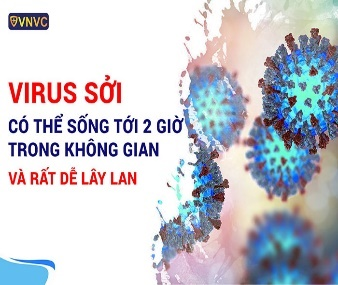 VNVC
VIRUS SỞI
CÓ THỂ SỐNG TỚI 2 GIỜ
TRONG KHÔNG GIAN
VÀ RẤT DỄ LÂY LAN